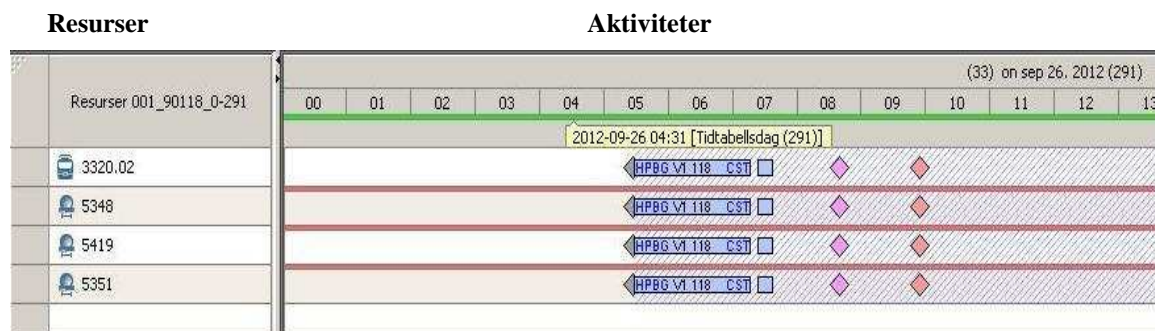 Resurser Aktiviteter
(33) on sep 26, 2012 (291)
Resurser 001_90118_0-291 00 01 02 03 04 05 06 07 08 09 10 11 12 13
2012-09-26 04:31 [Tidtabellsdag (291)]
3320.02 HPBG V1 118 CST
5348 HPBG V1 118 CST
5419 HPBG V1 118 CST
5351 HPBG V1 118 CST